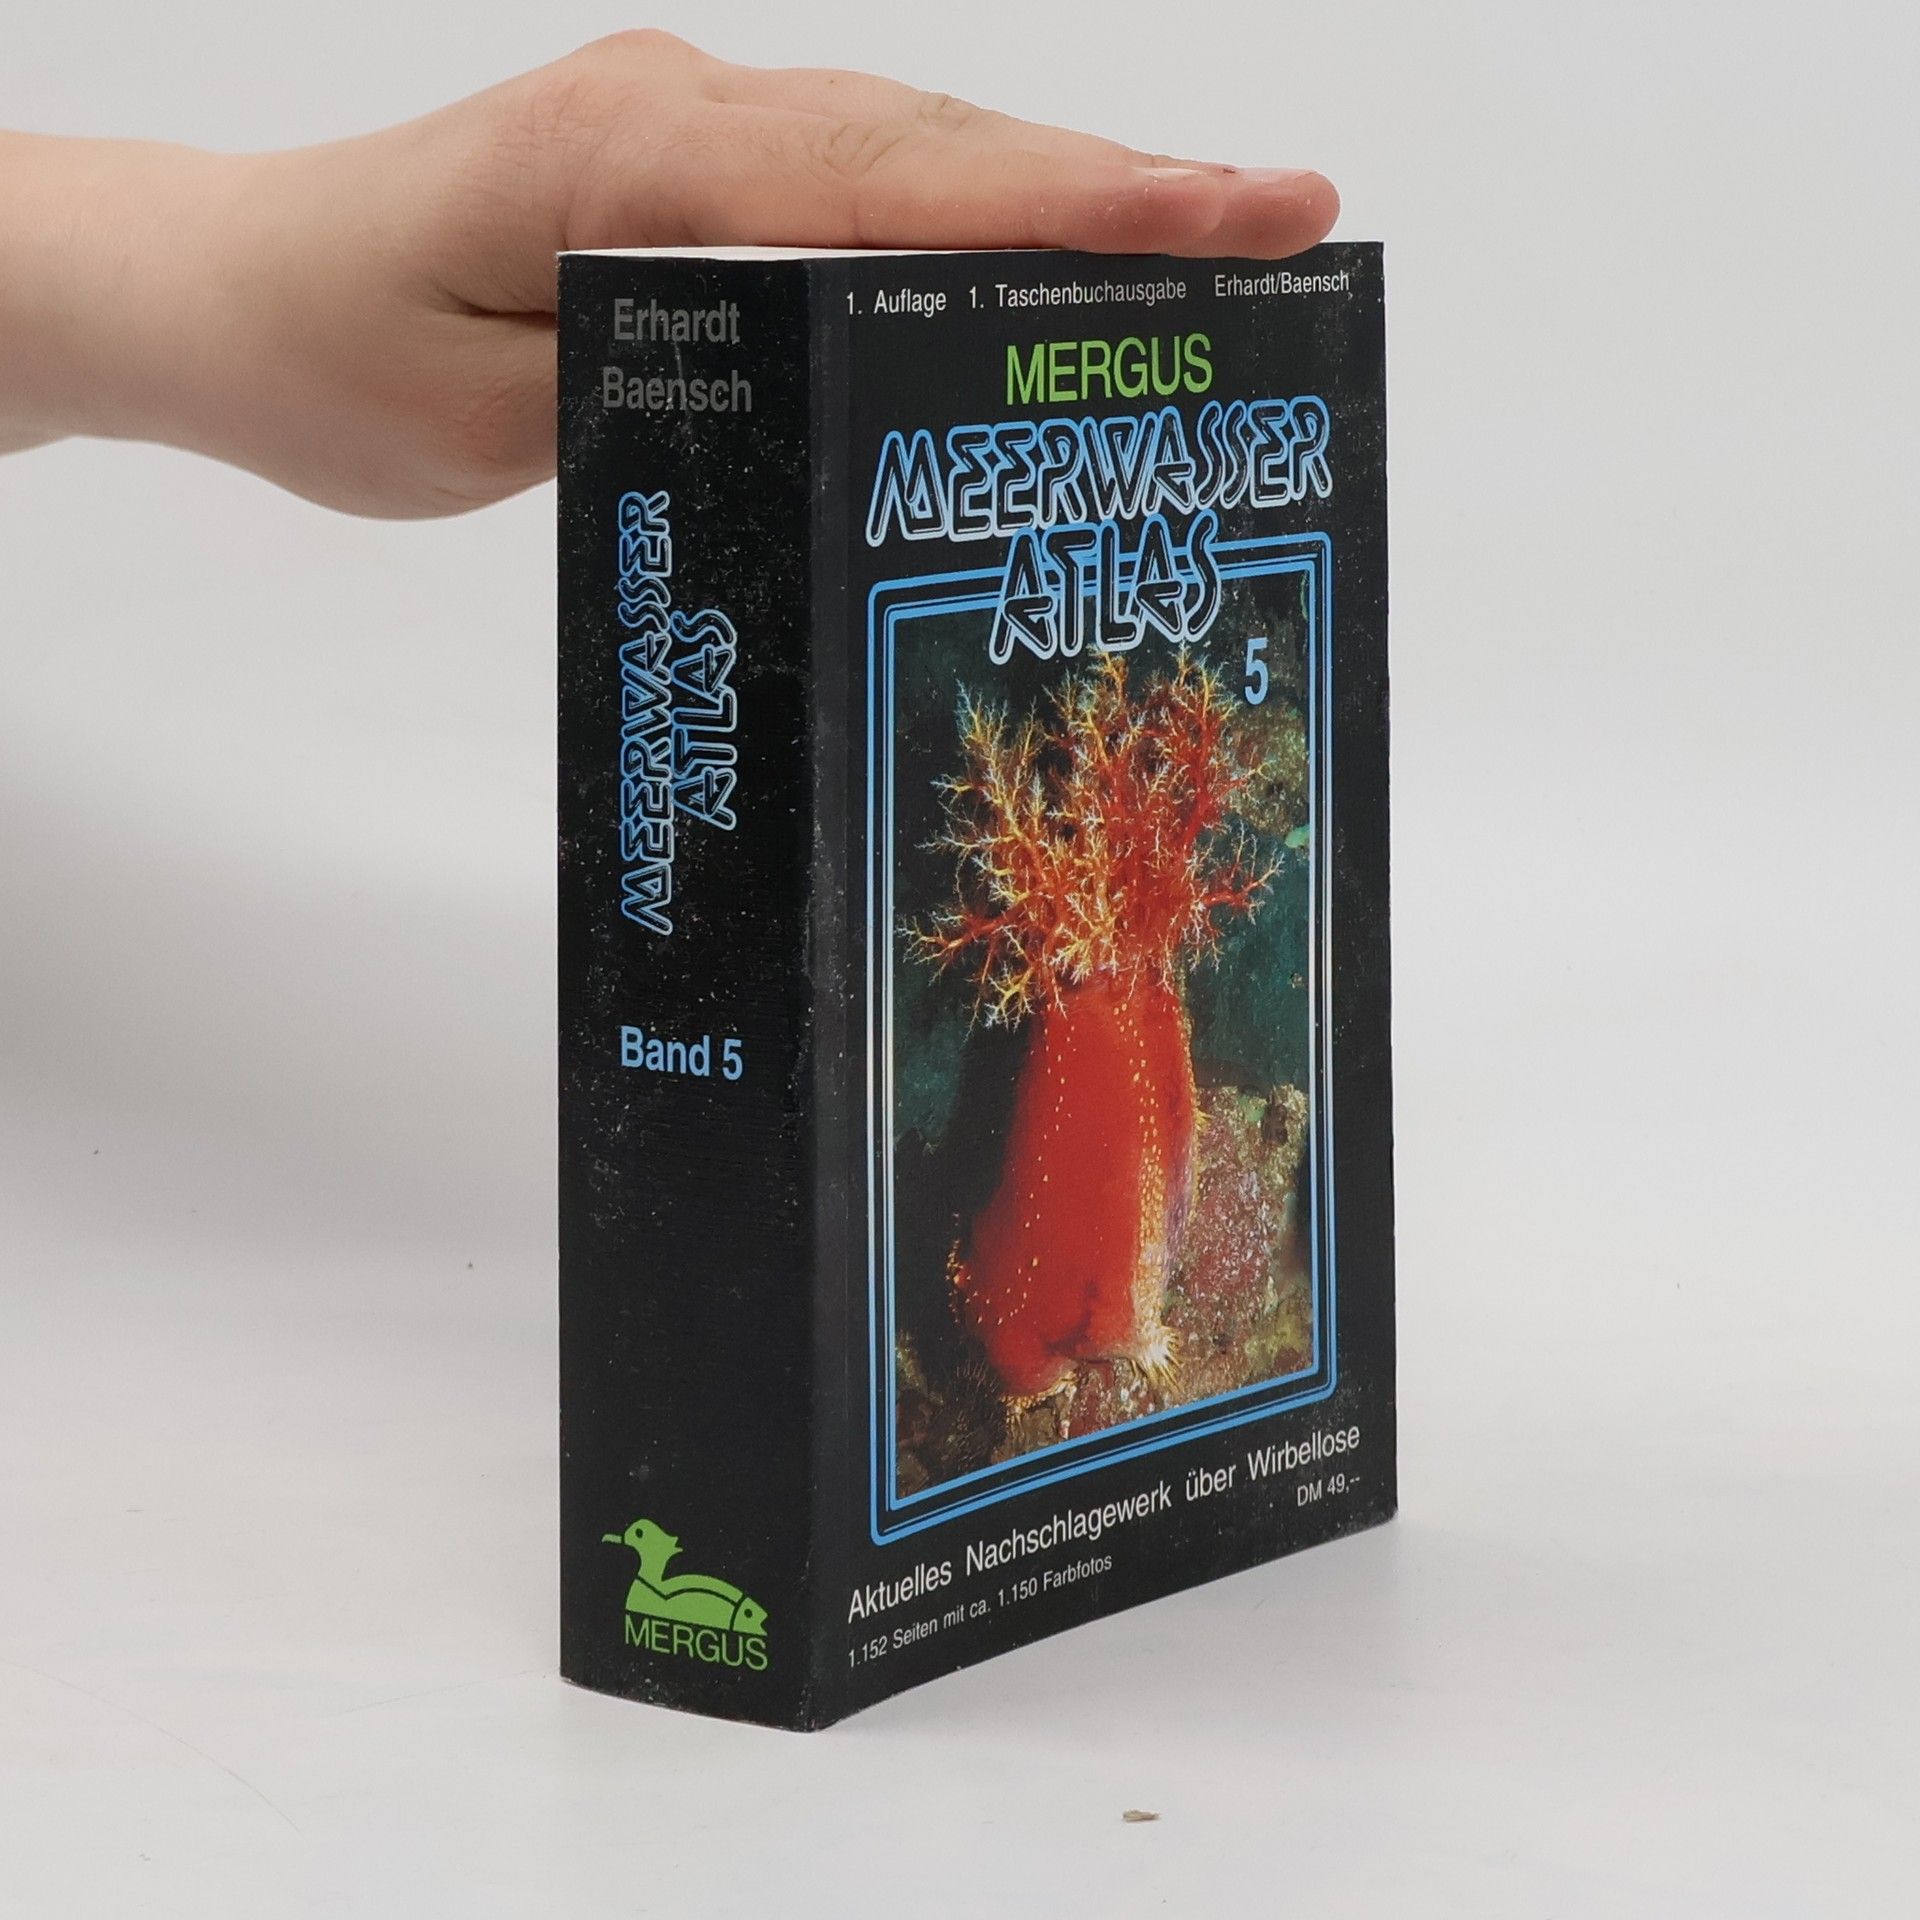 Erhardt
Baensch
MEERWASSER
ATLAS
Band 5
MERGUS
1. Auflage 1. Taschenbuchausgabe Erhardt/Baensch
MERGUS
MEERWASSER
ATLAS
5
Aktuelles Nachschlagewerk über Wirbellose
1.152 Seiten mit ca. 1.150 Farbfotos DM 49,--